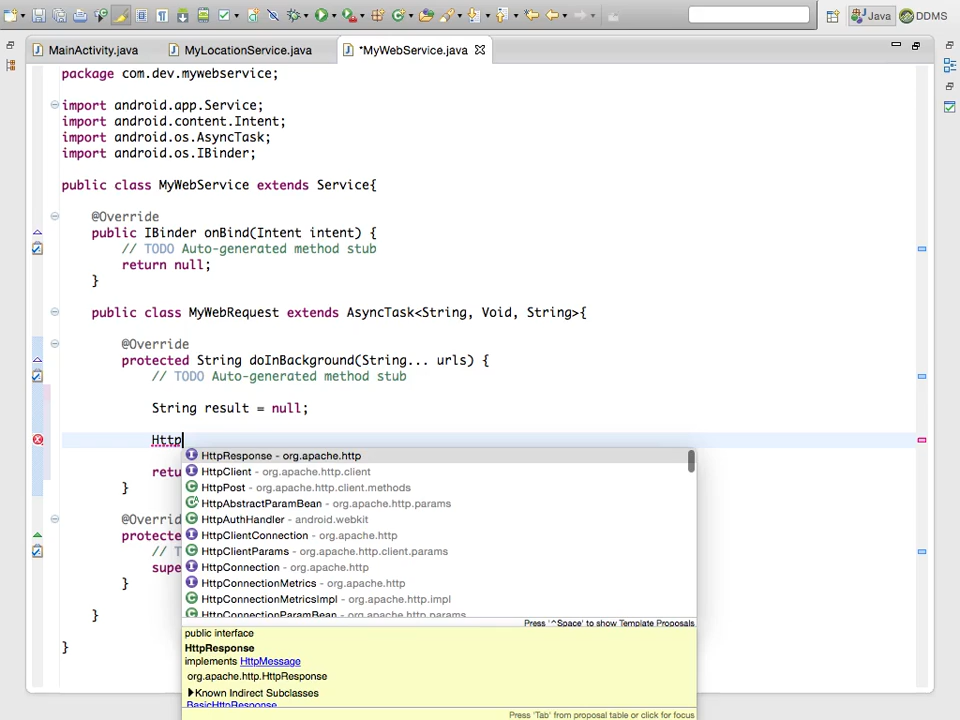 Java DDMS
MainActivity.java MyLocationService.java *MyWebService.java
package com.dev.mywebservice;
import android.app.Service;
import android.content.Intent;
import android.os.AsyncTask;
import android.os.IBinder;
public class MyWebService extends Service{
@Override
public IBinder onBind(Intent intent) {
// TODO Auto-generated method stub
return null;
}
public class MyWebRequest extends AsyncTask<String, Void, String>{
@Override
protected String doInBackground(String... urls) {
// TODO Auto-generated method stub
String result = null;
Http
HttpResponse - org.apache.http
HttpClient - org.apache.http.client
retu
HttpPost - org.apache.http.client.methods
}
HttpAbstractParamBean - org.apache.http.params
@Overrid
HttpAuthHandler - android.webkit
protecte
HttpClientConnection - org.apache.http
// T
HttpClientParams - org.apache.http.client.params
supe
HttpConnection - org.apache.http
}
HttpConnectionMetrics - org.apache.http
HttpConnectionMetricsImpl - org.apache.http.impl
}
HttpConnectionParamBean - org.apache.http.params
Press '^Space' to show Template Proposals
public interface
HttpResponse
}
implements HttpMessage
org.apache.http.HttpResponse
Known Indirect Subclasses
BasicHttpResponse
Press 'Tab' from proposal table or click for focus